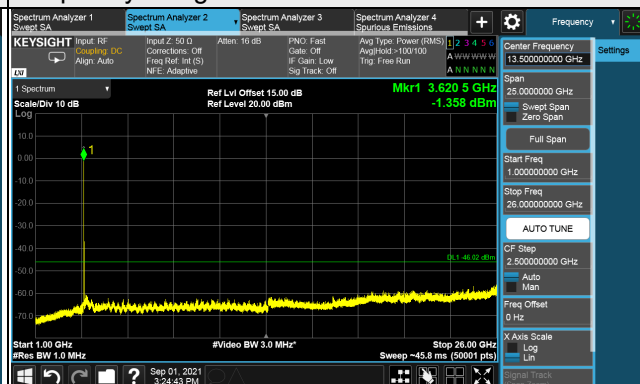 Spectrum Analyzer 1
Swept SA
Spectrum Analyzer 2
Swept SA
Spectrum Analyzer 3
Swept SA
Spectrum Analyzer 4
Spurious Emissions
Frequency
KEYSIGHT
Input: RF
Coupling: DC
Align: Auto
Input Z: 50 Ω
Corrections: Off
Freq Ref: Int (S)
NFE: Adaptive
Atten: 16 dB
PNO: Fast
Gate: Off
IF Gain: Low
Sig Track: Off
Avg Type: Power (RMS)
Avg|Hold:>100/100
Trig: Free Run
1 2 3 4 5 6
A W W W W W
A N N N N N
LXI
1 Spectrum
Scale/Div 10 dB
Log
Ref Lvl Offset 15.00 dB
Ref Level 20.00 dBm
Mkr1 3.620 5 GHz
-1.358 dBm
10.0
0.00
-10.0
-20.0
-30.0
-40.0
-50.0
-60.0
-70.0
1
DL1 -46.02 dBm
Start 1.00 GHz
#Res BW 1.0 MHz
#Video BW 3.0 MHz*
Stop 26.00 GHz
Sweep ~45.8 ms (50001 pts)
Sep 01, 2021
3:24:43 PM
Center Frequency
13.500000000 GHz
Span
25.0000000 GHz
Swept Span
Zero Span
Full Span
Start Freq
1.000000000 GHz
Stop Freq
26.000000000 GHz
AUTO TUNE
CF Step
2.500000000 GHz
Auto
Man
Freq Offset
0 Hz
X Axis Scale
Log
Lin
Signal Track
Settings